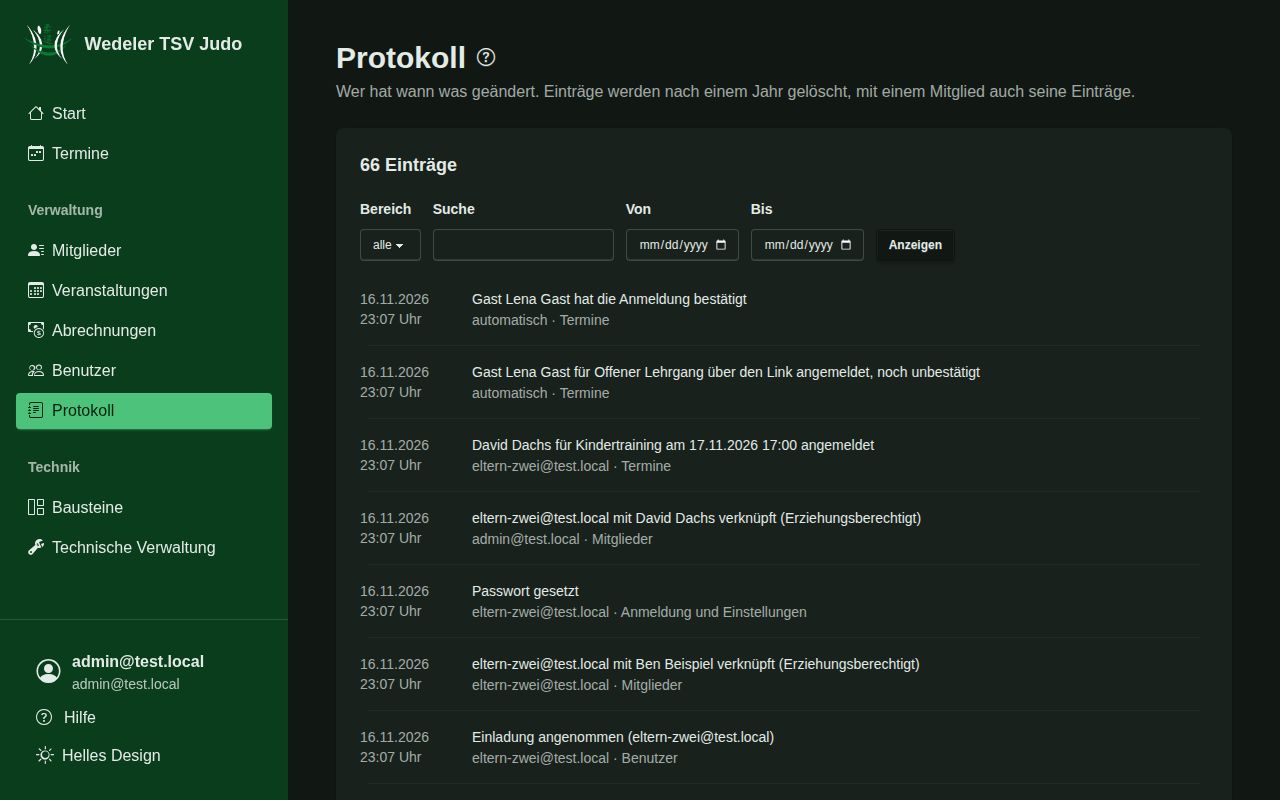 Wedeler TSV Judo
Start
Termine
Verwaltung
Mitglieder
Veranstaltungen
Abrechnungen
Benutzer
Protokoll
Technik
Bausteine
Technische Verwaltung
admin@test.local
admin@test.local
Hilfe
Helles Design
Protokoll
Wer hat wann was geändert. Einträge werden nach einem Jahr gelöscht, mit einem Mitglied auch seine Einträge.
66 Einträge
Bereich Suche Von Bis
alle mm/dd/yyyy mm/dd/yyyy Anzeigen
16.11.2026 Gast Lena Gast hat die Anmeldung bestätigt
23:07 Uhr automatisch · Termine
16.11.2026 Gast Lena Gast für Offener Lehrgang über den Link angemeldet, noch unbestätigt
23:07 Uhr automatisch · Termine
16.11.2026 David Dachs für Kindertraining am 17.11.2026 17:00 angemeldet
23:07 Uhr eltern-zwei@test.local · Termine
16.11.2026 eltern-zwei@test.local mit David Dachs verknüpft (Erziehungsberechtigt)
23:07 Uhr admin@test.local · Mitglieder
16.11.2026 Passwort gesetzt
23:07 Uhr eltern-zwei@test.local · Anmeldung und Einstellungen
16.11.2026 eltern-zwei@test.local mit Ben Beispiel verknüpft (Erziehungsberechtigt)
23:07 Uhr eltern-zwei@test.local · Mitglieder
16.11.2026 Einladung angenommen (eltern-zwei@test.local)
23:07 Uhr eltern-zwei@test.local · Benutzer